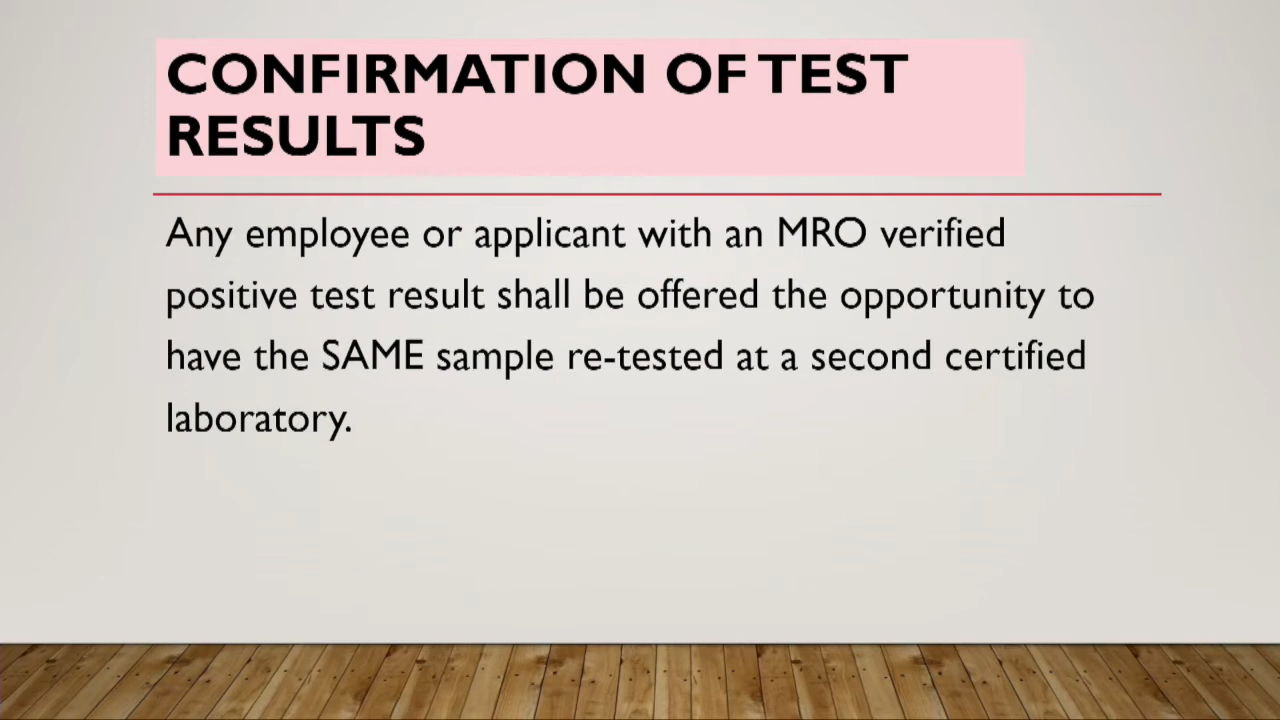 CONFIRMATION OF TEST
RESULTS
Any employee or applicant with an MRO verified
positive test result shall be offered the opportunity to
have the SAME sample re-tested at a second certified
laboratory.